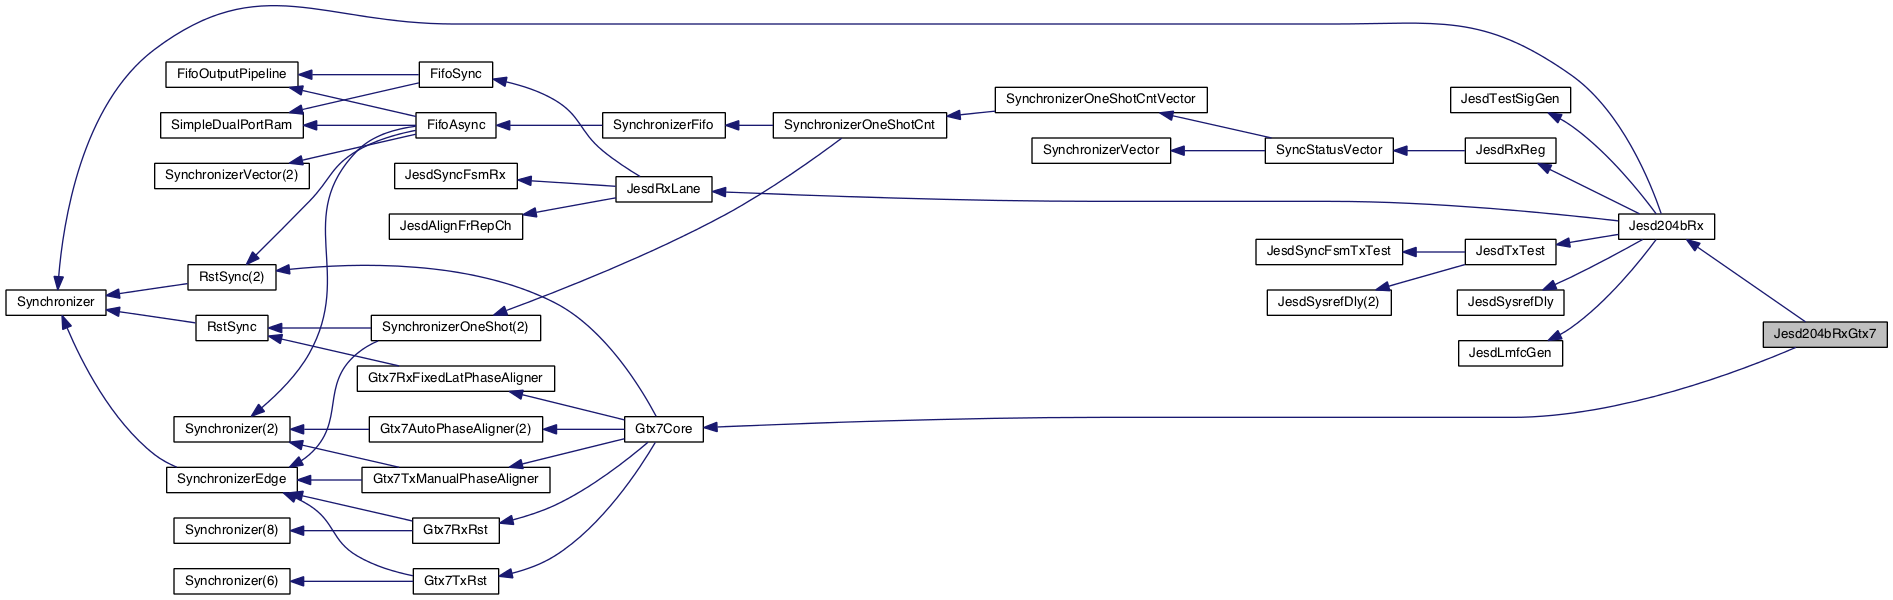 FifoOutputPipeline
FifoSync
SimpleDualPortRam
FifoAsync
SynchronizerFifo
SynchronizerOneShotCnt
SynchronizerOneShotCntVector
JesdTestSigGen
SynchronizerVector(2)
SynchronizerVector
SyncStatusVector
JesdRxReg
JesdSyncFsmRx
JesdRxLane
JesdAlignFrRepCh
Jesd204bRx
JesdSyncFsmTxTest
JesdTxTest
RstSync(2)
Synchronizer
JesdSysrefDly(2)
JesdSysrefDly
RstSync
SynchronizerOneShot(2)
Jesd204bRxGtx7
JesdLmfcGen
Gtx7RxFixedLatPhaseAligner
Synchronizer(2)
Gtx7AutoPhaseAligner(2)
Gtx7Core
SynchronizerEdge
Gtx7TxManualPhaseAligner
Synchronizer(8)
Gtx7RxRst
Synchronizer(6)
Gtx7TxRst